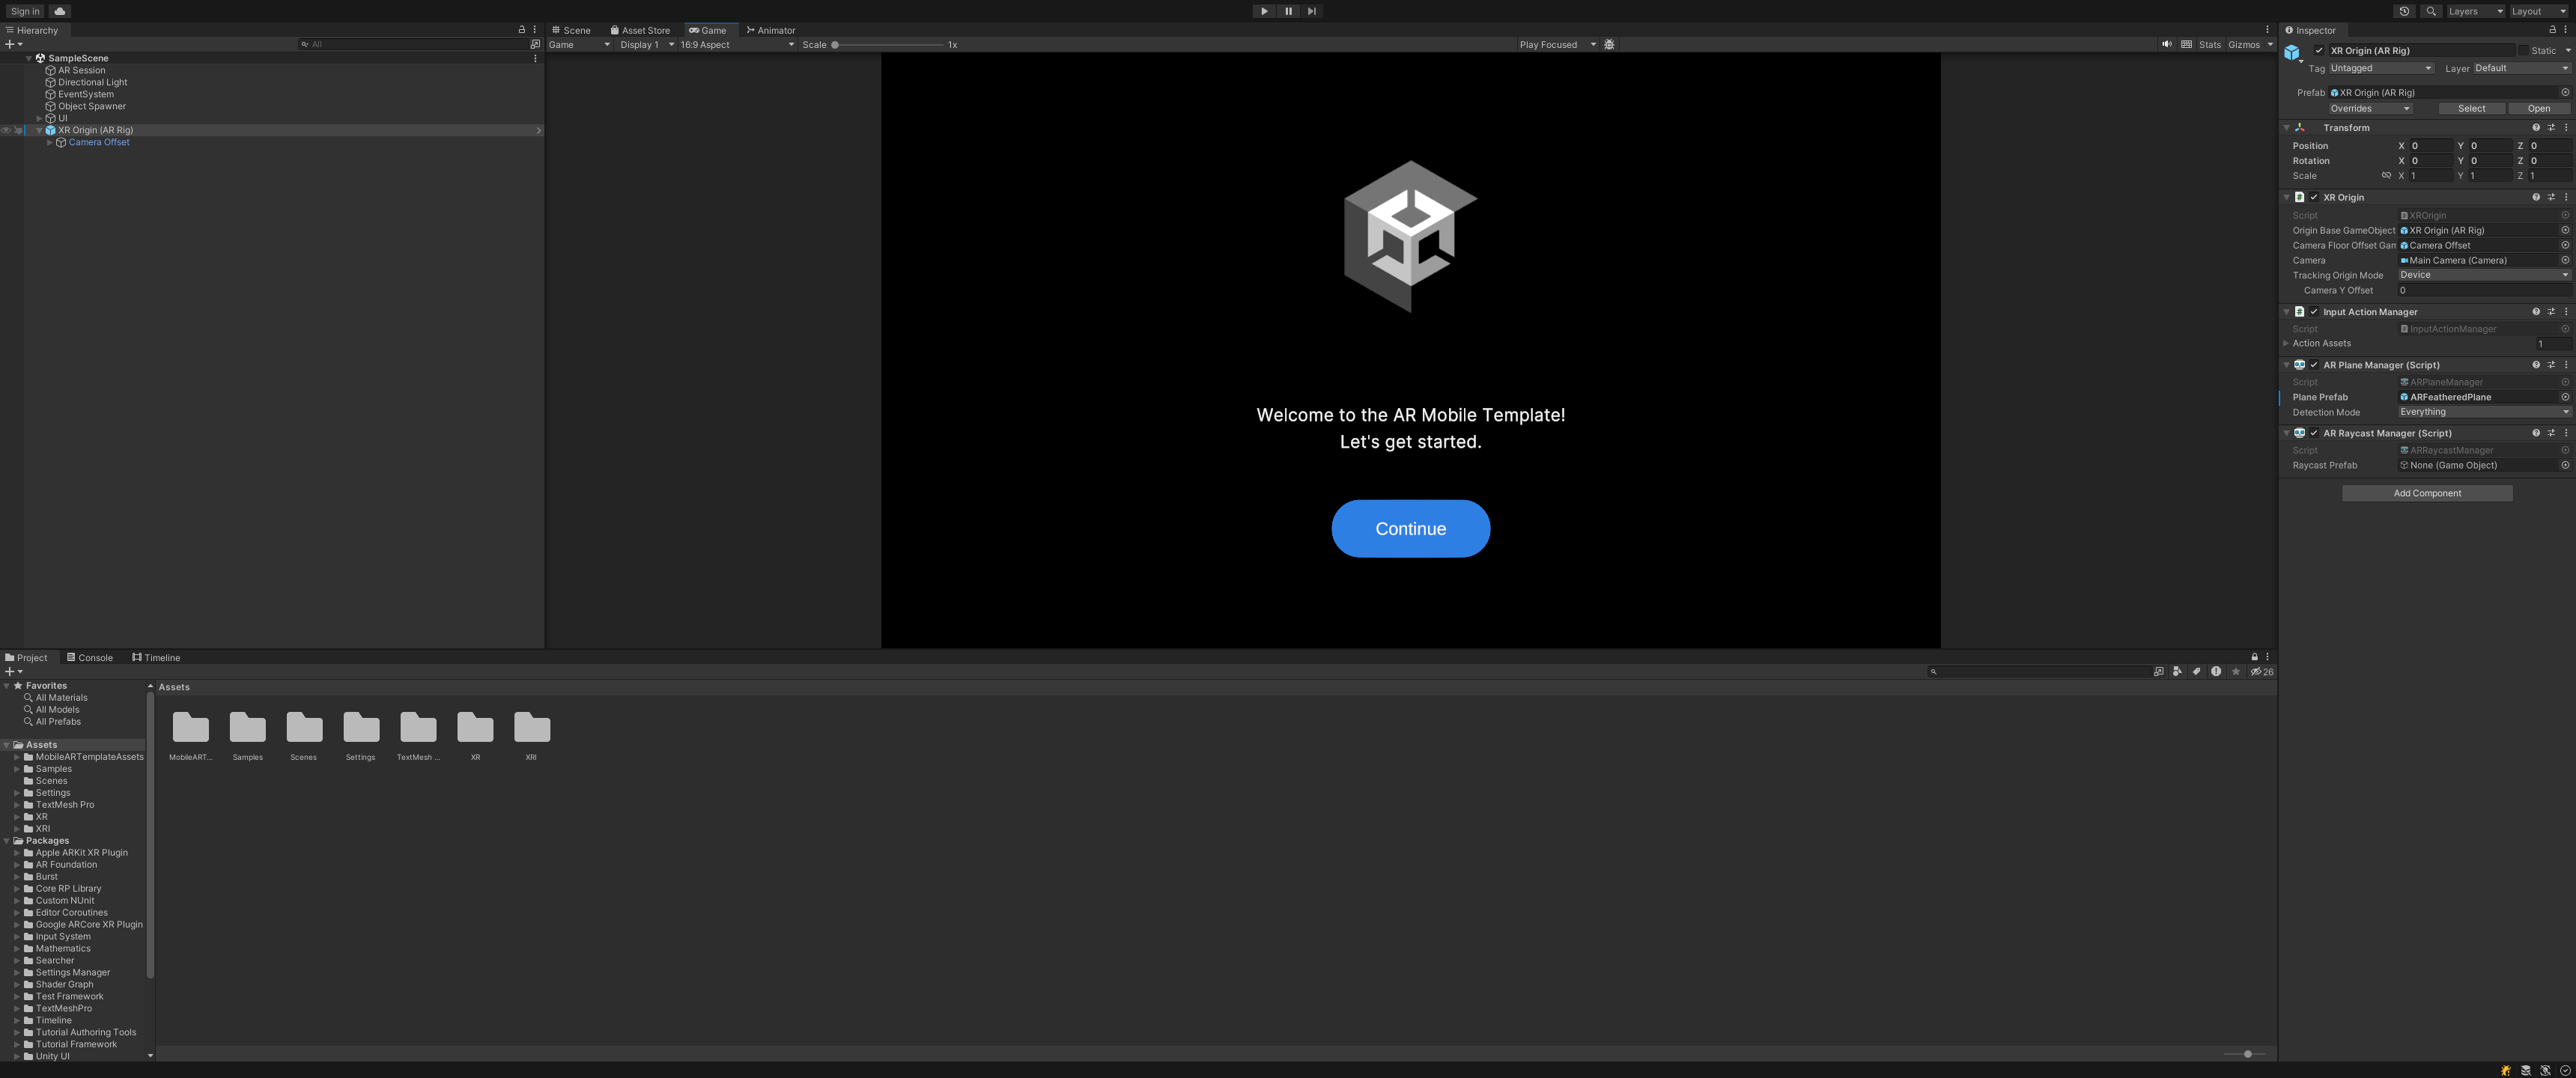 Sign in
Layers
Layout
Hierarchy
All
SampleScene
AR Session
Directional Light
EventSystem
Object Spawner
UI
XR Origin (AR Rig)
Camera Offset
Scene
Asset Store
Game
Animator
Game
Display 1
16:9 Aspect
Scale
1x
Play Focused
Stats
Gizmos
Welcome to the AR Mobile Template!
Let's get started.
Continue
Inspector
XR Origin (AR Rig)
Static
Tag Untagged
Layer Default
Prefab XR Origin (AR Rig)
Overrides
Select
Open
Transform
Position X 0 Y 0 Z 0
Rotation X 0 Y 0 Z 0
Scale X 1 Y 1 Z 1
XR Origin
Script XROrigin
Origin Base GameObject XR Origin (AR Rig)
Camera Floor Offset Gam Camera Offset
Camera Main Camera (Camera)
Tracking Origin Mode Device
Camera Y Offset 0
Input Action Manager
Script InputActionManager
Action Assets 1
AR Plane Manager (Script)
Script ARPlaneManager
Plane Prefab ARFeatheredPlane
Detection Mode Everything
AR Raycast Manager (Script)
Script ARRaycastManager
Raycast Prefab None (Game Object)
Add Component
Project
Console
Timeline
26
Favorites
All Materials
All Models
All Prefabs
Assets
MobileARTemplateAssets
Samples
Scenes
Settings
TextMesh Pro
XR
XRI
Packages
Apple ARKit XR Plugin
AR Foundation
Burst
Core RP Library
Custom NUnit
Editor Coroutines
Google ARCore XR Plugin
Input System
Mathematics
Searcher
Settings Manager
Shader Graph
Test Framework
TextMeshPro
Timeline
Tutorial Authoring Tools
Tutorial Framework
Unity UI
Assets
MobileART...
Samples
Scenes
Settings
TextMesh ...
XR
XRI